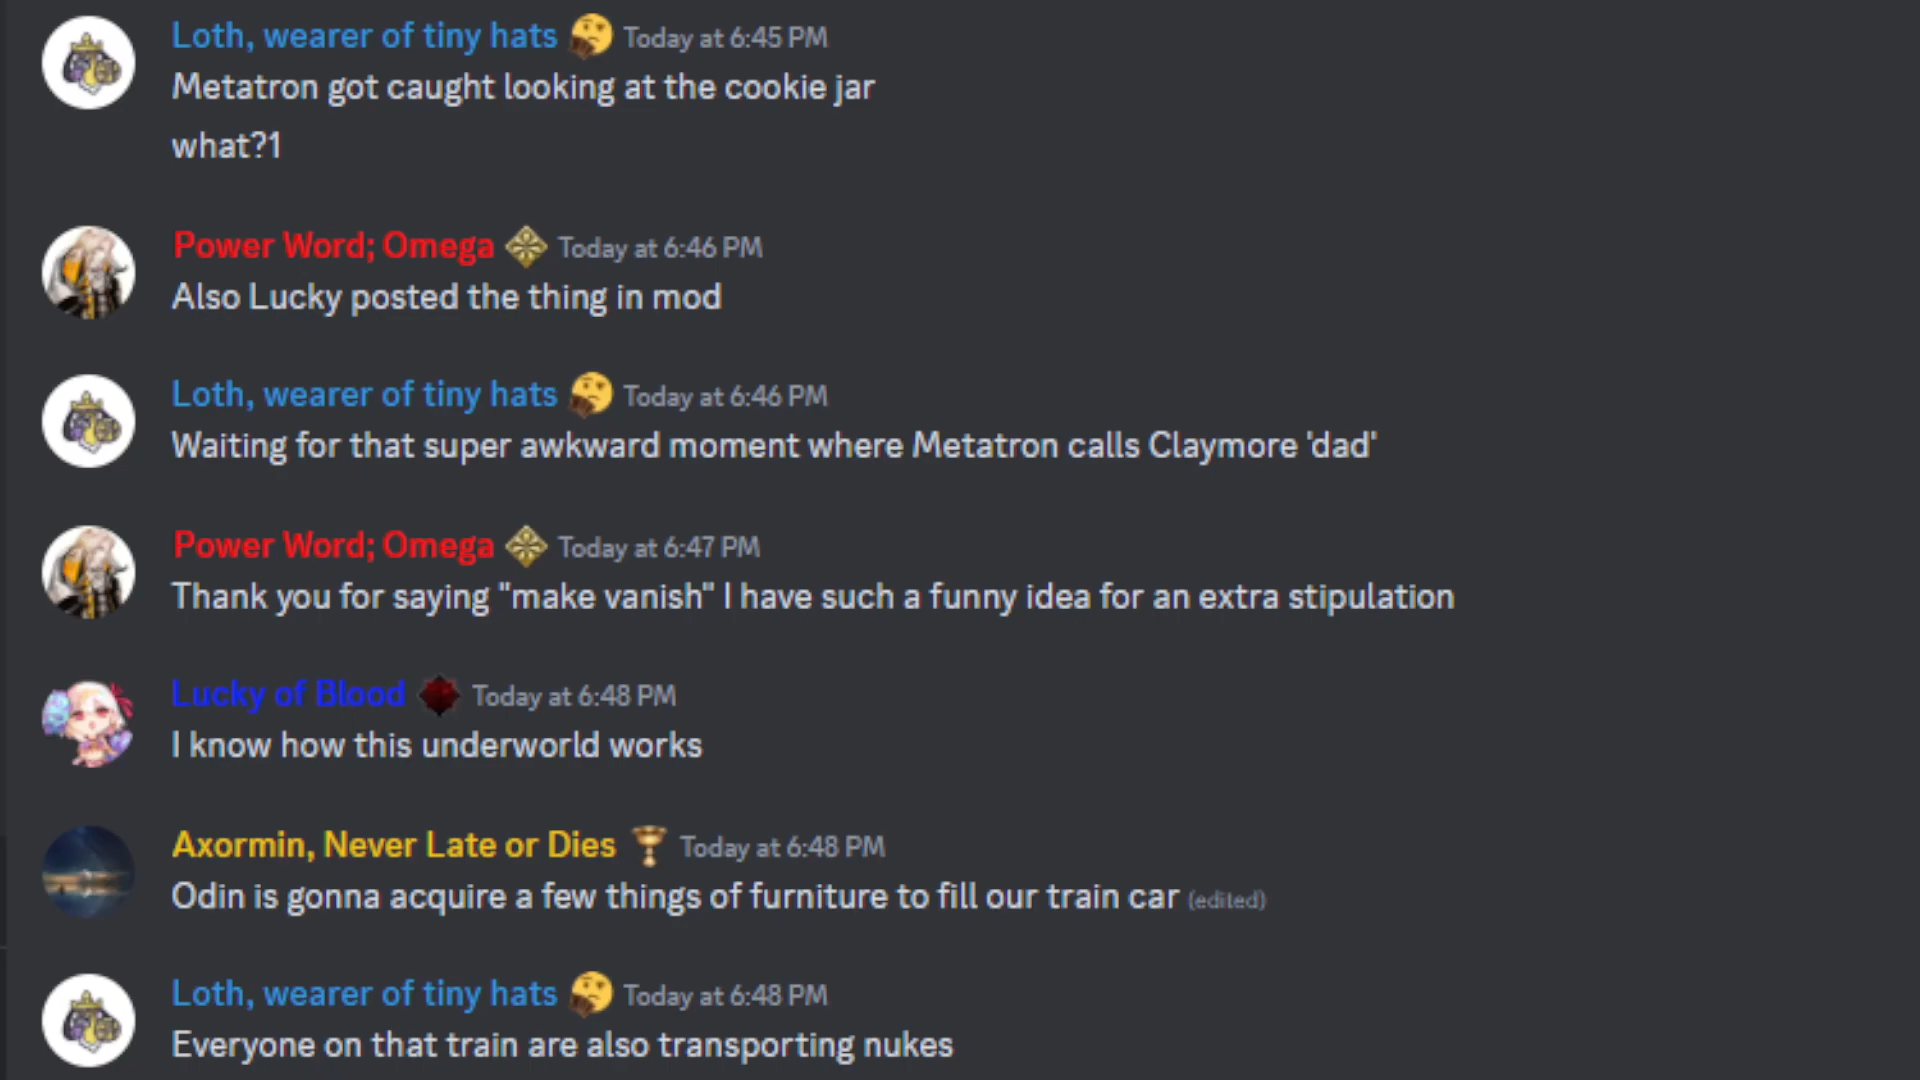 Loth, wearer of tiny hats Today at 6:45 PM
Metatron got caught looking at the cookie jar
what?1
Power Word; Omega Today at 6:46 PM
Also Lucky posted the thing in mod
Loth, wearer of tiny hats Today at 6:46 PM
Waiting for that super awkward moment where Metatron calls Claymore 'dad'
Power Word; Omega Today at 6:47 PM
Thank you for saying "make vanish" I have such a funny idea for an extra stipulation
Lucky of Blood Today at 6:48 PM
I know how this underworld works
Axormin, Never Late or Dies Today at 6:48 PM
Odin is gonna acquire a few things of furniture to fill our train car (edited)
Loth, wearer of tiny hats Today at 6:48 PM
Everyone on that train are also transporting nukes